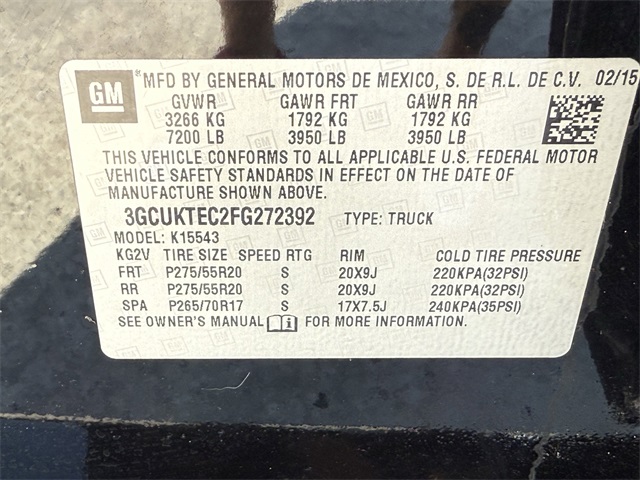 GM MFD BY GENERAL MOTORS DE MEXICO, S. DE R.L. DE C.V. 02/15
GVWR GAWR FRT GAWR RR
3266 KG 1792 KG 1792 KG
7200 LB 3950 LB 3950 LB
THIS VEHICLE CONFORMS TO ALL APPLICABLE U.S. FEDERAL MOTOR
VEHICLE SAFETY STANDARDS IN EFFECT ON THE DATE OF
MANUFACTURE SHOWN ABOVE.
3GCUKTEC2FG272392 TYPE: TRUCK
MODEL: K15543
KG2V TIRE SIZE SPEED RTG RIM COLD TIRE PRESSURE
FRT P275/55R20 S 20X9J 220KPA(32PSI)
RR P275/55R20 S 20X9J 220KPA(32PSI)
SPA P265/70R17 S 17X7.5J 240KPA(35PSI)
SEE OWNER'S MANUAL FOR MORE INFORMATION.